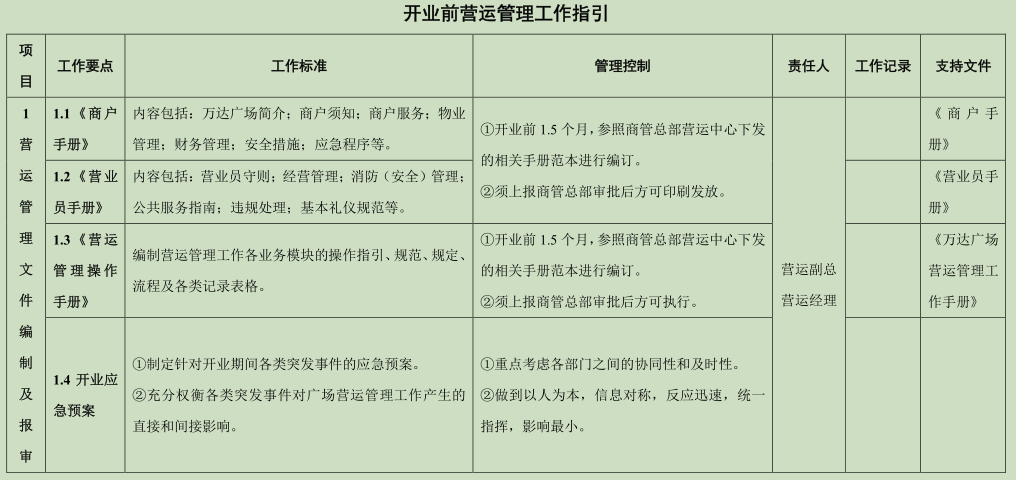 开业前营运管理工作指引
项
目
工作要点
工作标准
管理控制
责任人
工作记录
支持文件
1
营
运
管
理
文
件
编
制
及
报
审
1.1《商户
手册》
内容包括：万达广场简介；商户须知；商户服务；物业
管理；财务管理；安全措施；应急程序等。
①开业前 1.5 个月，参照商管总部营运中心下发
的相关手册范本进行编订。
②须上报商管总部审批后方可印刷发放。
营运副总
营运经理
《商户手
册》
1.2《营业
员手册》
内容包括：营业员守则；经营管理；消防（安全）管理；
公共服务指南；违规处理；基本礼仪规范等。
《营业员手
册》
1.3《营运
管理操作
手册》
编制营运管理工作各业务模块的操作指引、规范、规定、
流程及各类记录表格。
①开业前 1.5 个月，参照商管总部营运中心下发
的相关手册范本进行编订。
②须上报商管总部审批后方可执行。
《万达广场
营运管理工
作手册》
1.4 开业应
急预案
①制定针对开业期间各类突发事件的应急预案。
②充分权衡各类突发事件对广场营运管理工作产生的
直接和间接影响。
①重点考虑各部门之间的协同性和及时性。
②做到以人为本，信息对称，反应迅速，统一
指挥，影响最小。